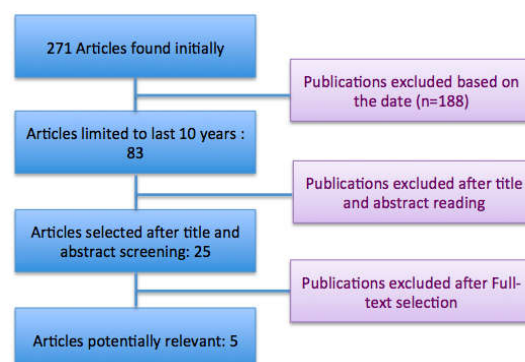 271 Articles found initially
Publications excluded based on
the date (n=188)
Articles limited to last 10 years :
83
Publications excluded after title
and abstract reading
Articles selected after title and
abstract screening: 25
Publications excluded after Full-
text selection
Articles potentially relevant: 5